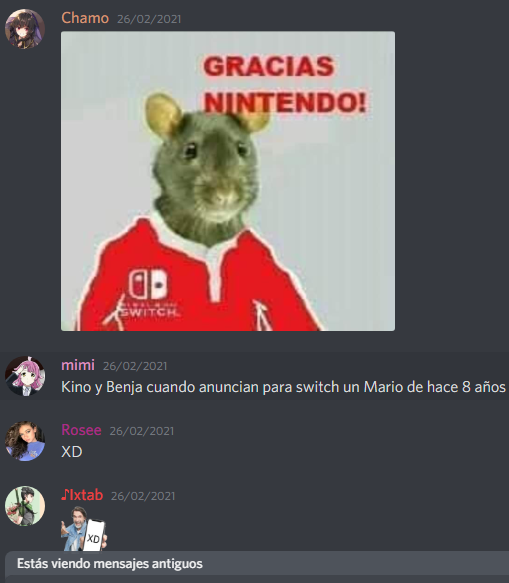 Chamo 26/02/2021
GRACIAS
NINTENDO!
SWITCH.
mimi 26/02/2021
Kino y Benja cuando anuncian para switch un Mario de hace 8 años
Rosee 26/02/2021
XD
♪Ixtab 26/02/2021
XD
Estás viendo mensajes antiguos